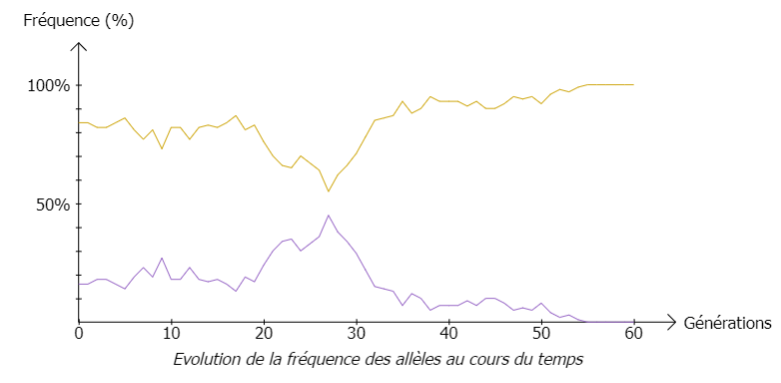 Fréquence (%)
100%
50%
0 10 20 30 40 50 60
Générations
Evolution de la fréquence des allèles au cours du temps